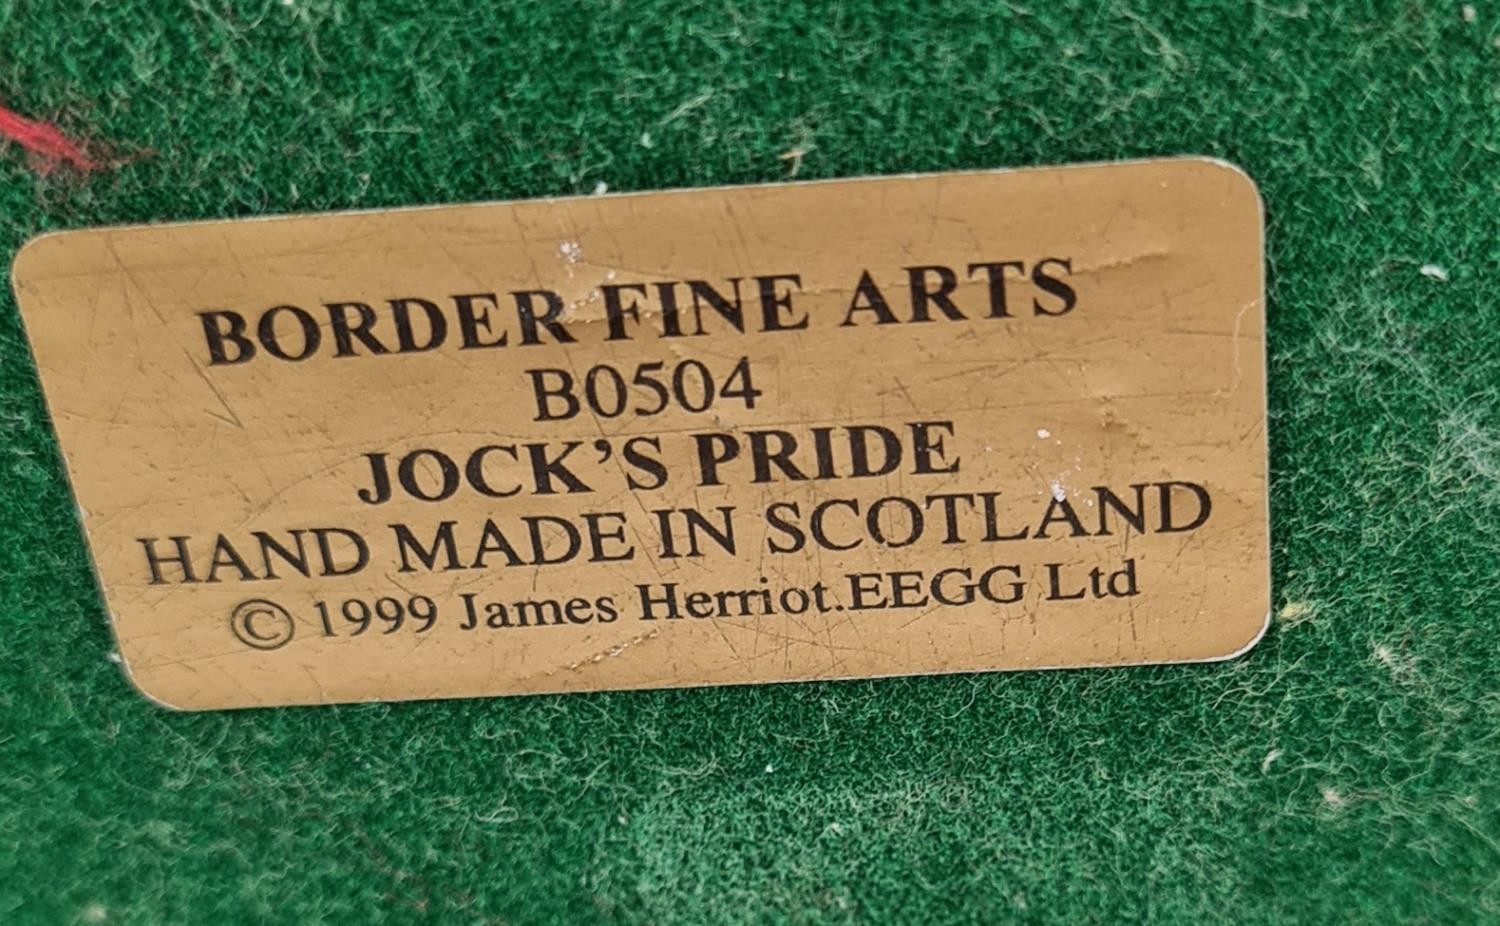 BORDER FINE ARTS
B0504
JOCK'S PRIDE
HAND MADE IN SCOTLAND
© 1999 James Herriot.EEGG Ltd